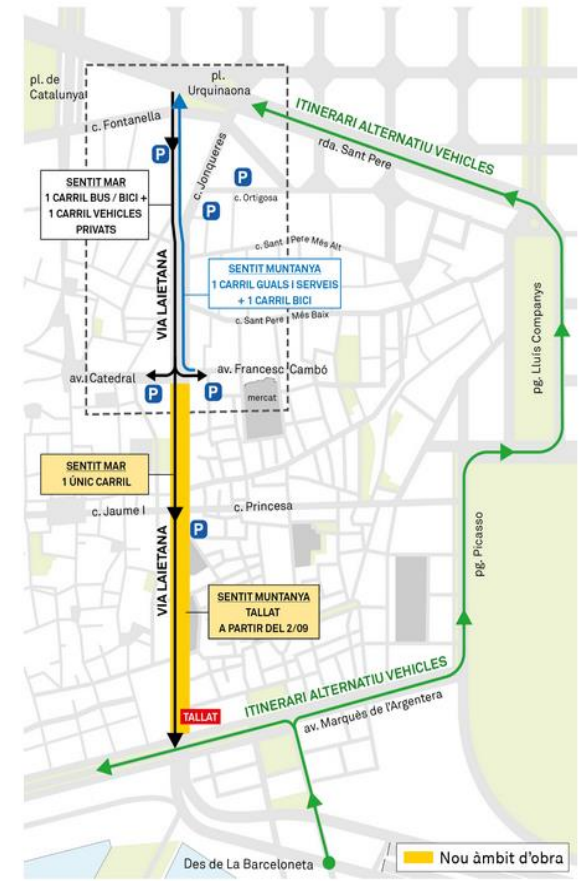 pl. de
Catalunya
pl.
Urquinaona
c. Fontanella
ITINERARI ALTERNATIU VEHICLES
rda. Sant Pere
P
c. Jonqueres
P
SENTIT MAR
1 CARRIL BUS / BICI +
1 CARRIL VEHICLES
PRIVATS
c. Ortigosa
P
c. Sant Pere Més Alt
VIA LAIETANA
SENTIT MUNTANYA
1 CARRIL GUALS I SERVEIS
+ 1 CARRIL BICI
c. Sant Pere Més Baix
pg. Lluís Companys
av. Catedral
av. Francesc Cambó
P
P
mercat
SENTIT MAR
1 ÚNIC CARRIL
c. Jaume I
c. Princesa
P
pg. Picasso
VIA LAIETANA
SENTIT MUNTANYA
TALLAT
A PARTIR DEL 2/09
ITINERARI ALTERNATIU VEHICLES
TALLAT
av. Marquès de l'Argentera
Des de La Barceloneta
Nou àmbit d'obra